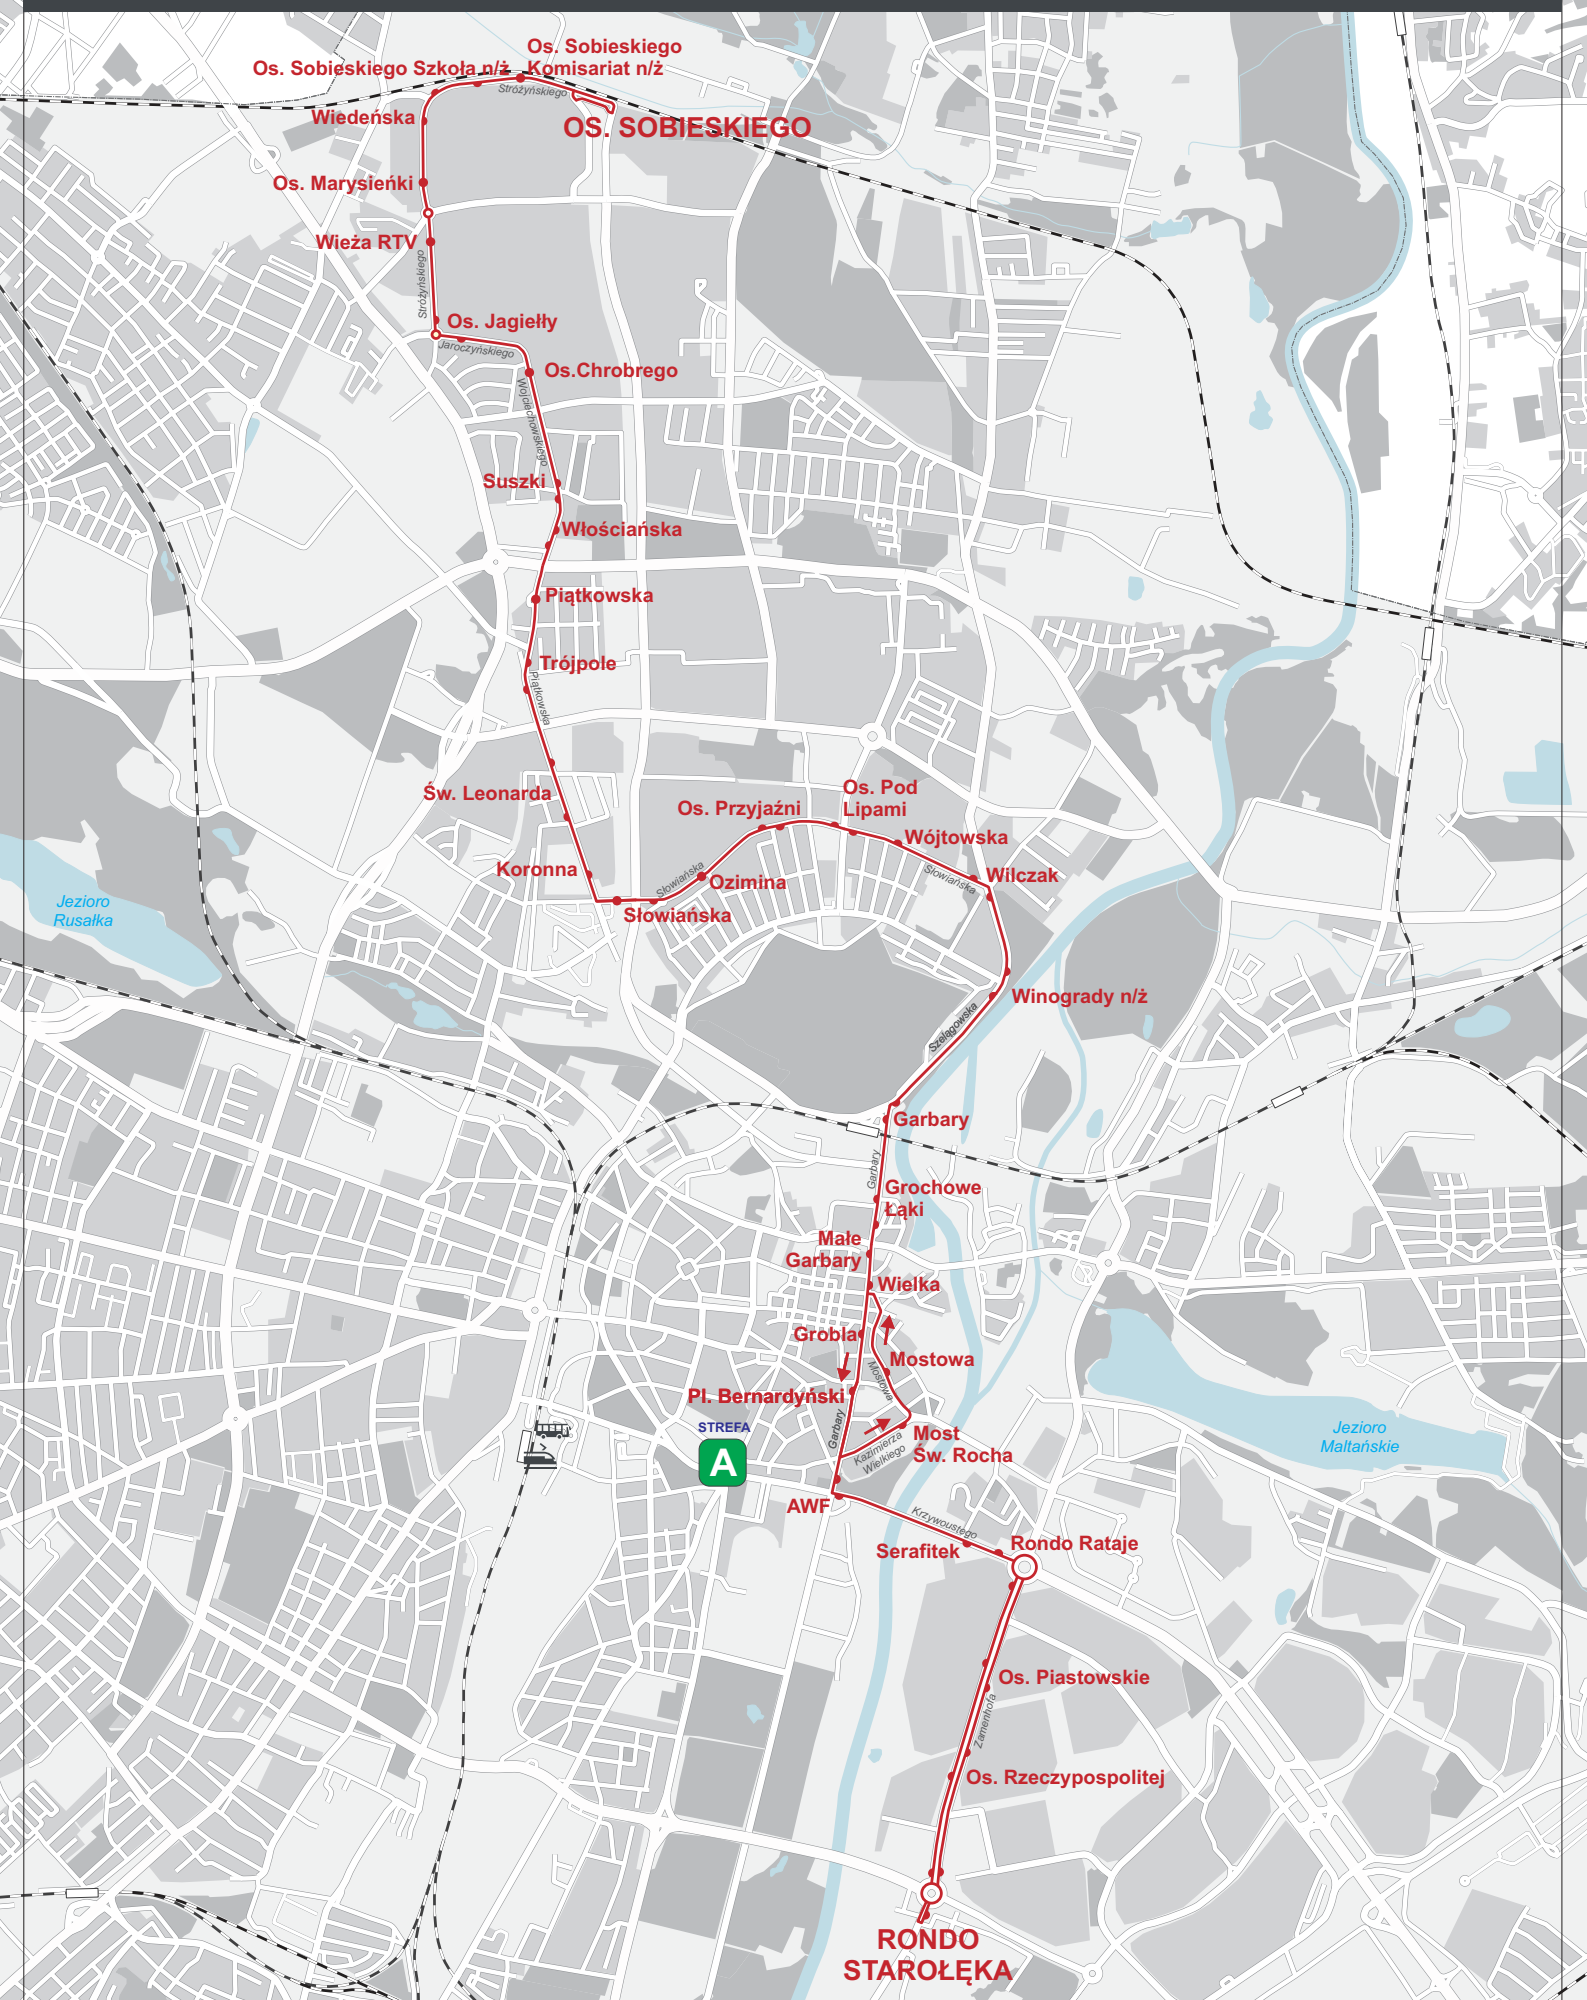 Os. Sobieskiego
Komisariat n/ż
Os. Sobieskiego Szkoła n/ż
Stróżyńskiego
OS. SOBIESKIEGO
Wiedeńska
Os. Marysieńki
Wieża RTV
Stróżyńskiego
Os. Jagiełły
Jaroczyńskiego
Os.Chrobrego
Wojciechowskiego
Suszki
Włościańska
Piątkowska
Trójpole
Piątkowska
Św. Leonarda
Os. Przyjaźni
Os. Pod
Lipami
Wójtowska
Koronna
Słowiańska
Ozimina
Słowiańska
Wilczak
Słowiańska
Jezioro
Rusałka
Winogrady n/ż
Szelągowska
Garbary
Garbary
Grochowe
Łąki
Małe
Garbary
Wielka
Grobla
Mostowa
Mostowa
Pl. Bernardyński
STREFA
A
Garbary
Kazimierza
Wielkiego
Most
Św. Rocha
Jezioro
Maltańskie
AWF
Krzywoustego
Serafitek
Rondo Rataje
Os. Piastowskie
Zamenhofa
Os. Rzeczypospolitej
RONDO
STAROŁĘKA